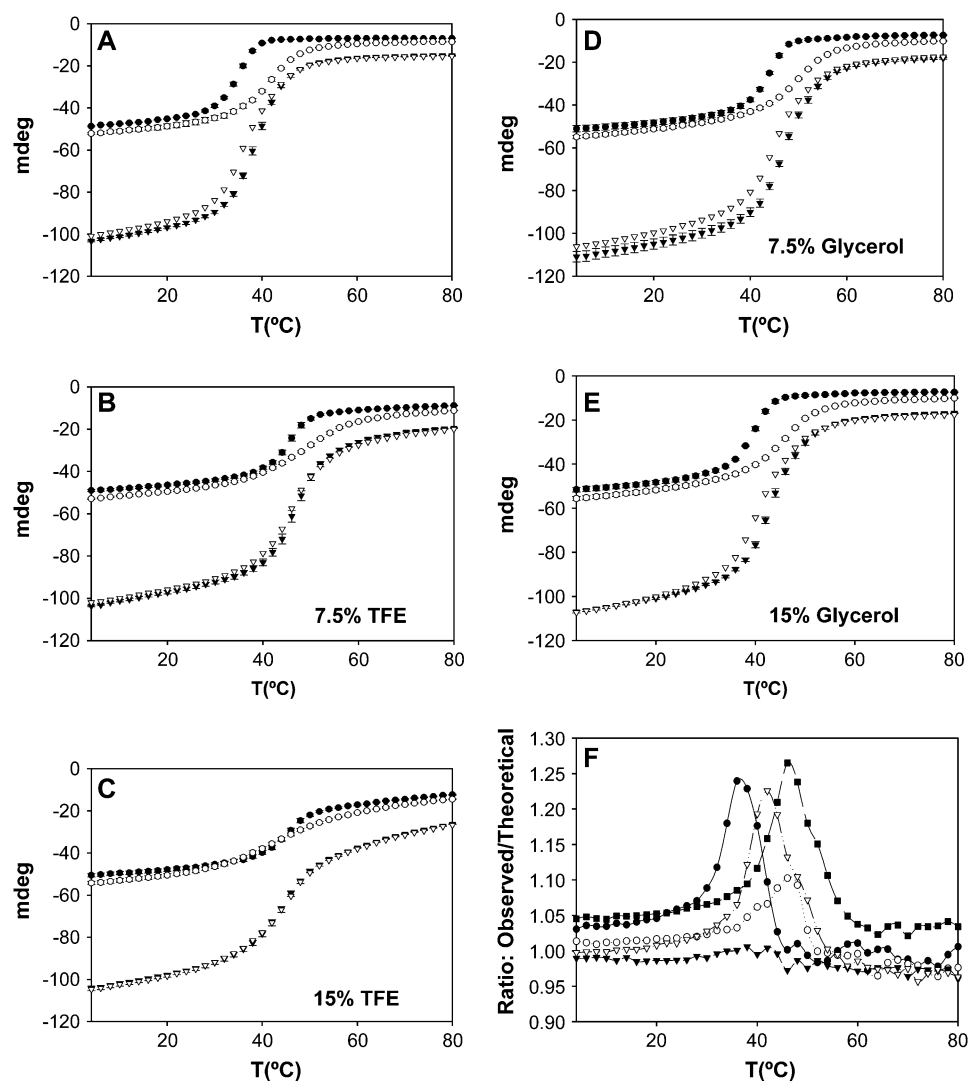 A
0
-20
-40
-60
-80
-100
-120
mdeg
20 40 60 80
T(ºC)
D
0
-20
-40
-60
-80
-100
-120
mdeg
7.5% Glycerol
20 40 60 80
T(ºC)
B
0
-20
-40
-60
-80
-100
-120
mdeg
7.5% TFE
20 40 60 80
T(ºC)
E
0
-20
-40
-60
-80
-100
-120
mdeg
15% Glycerol
20 40 60 80
T(ºC)
C
0
-20
-40
-60
-80
-100
-120
mdeg
15% TFE
20 40 60 80
T(ºC)
F
1.30
1.25
1.20
1.15
1.10
1.05
1.00
0.95
0.90
Ratio: Observed/Theoretical
20 40 60 80
T(ºC)